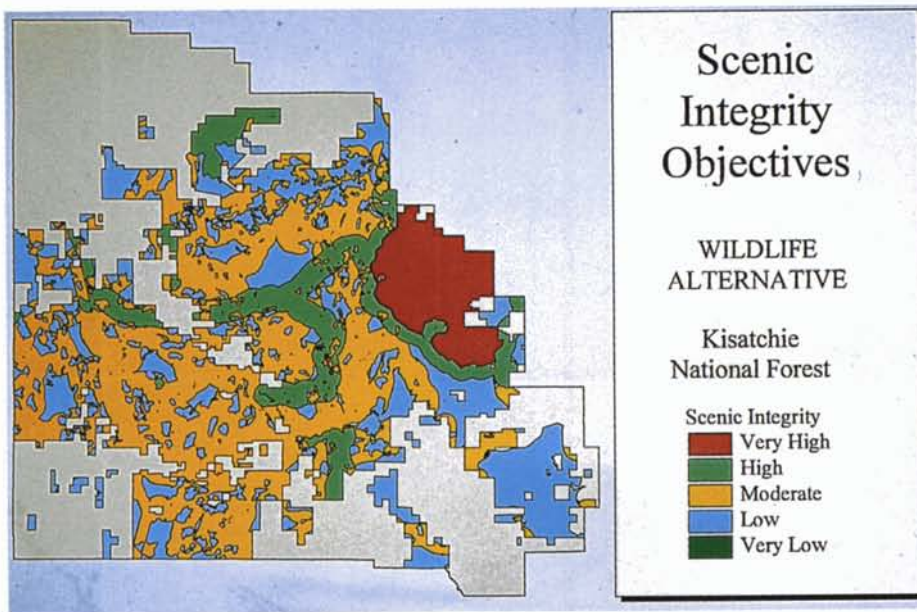 Scenic
Integrity
Objectives
WILDLIFE
ALTERNATIVE
Kisatchie
National Forest
Scenic Integrity
Very High
High
Moderate
Low
Very Low